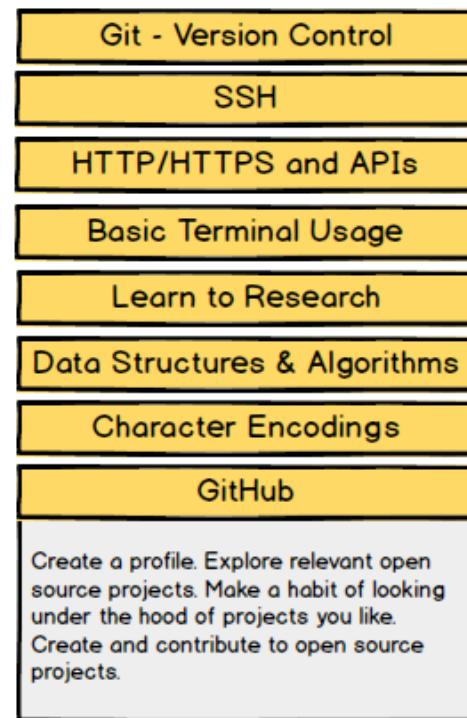 Git - Version Control
SSH
HTTP/HTTPS and APIs
Basic Terminal Usage
Learn to Research
Data Structures & Algorithms
Character Encodings
GitHub
Create a profile. Explore relevant open
source projects. Make a habit of looking
under the hood of projects you like.
Create and contribute to open source
projects.